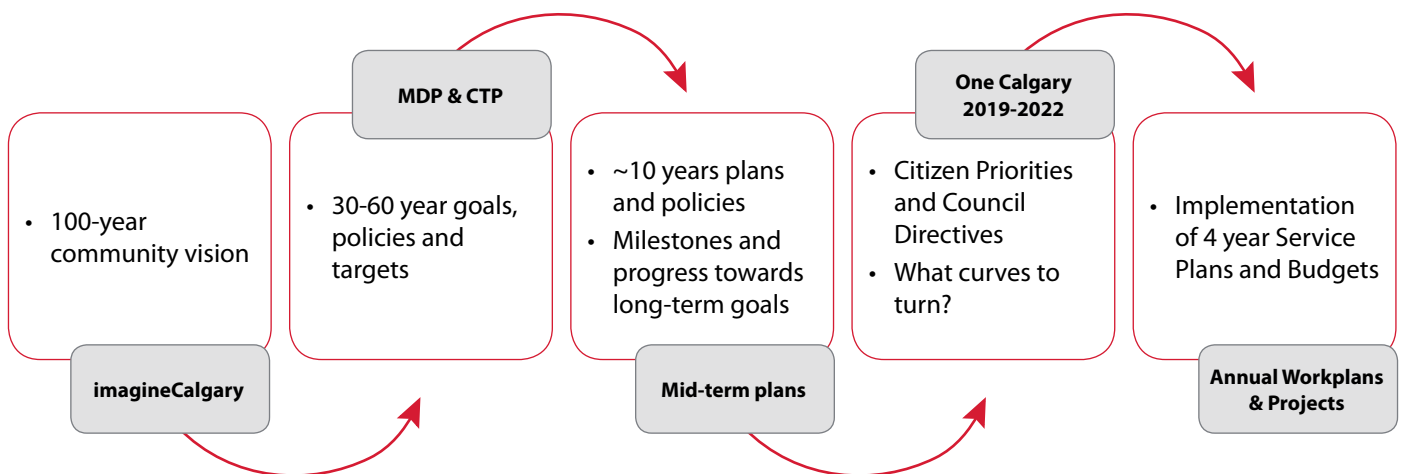 • 100-year
community vision
imagineCalgary
MDP & CTP
• 30-60 year goals,
policies and
targets
• ~10 years plans
and policies
• Milestones and
progress towards
long-term goals
Mid-term plans
One Calgary
2019-2022
• Citizen Priorities
and Council
Directives
• What curves to
turn?
• Implementation
of 4 year Service
Plans and Budgets
Annual Workplans
& Projects